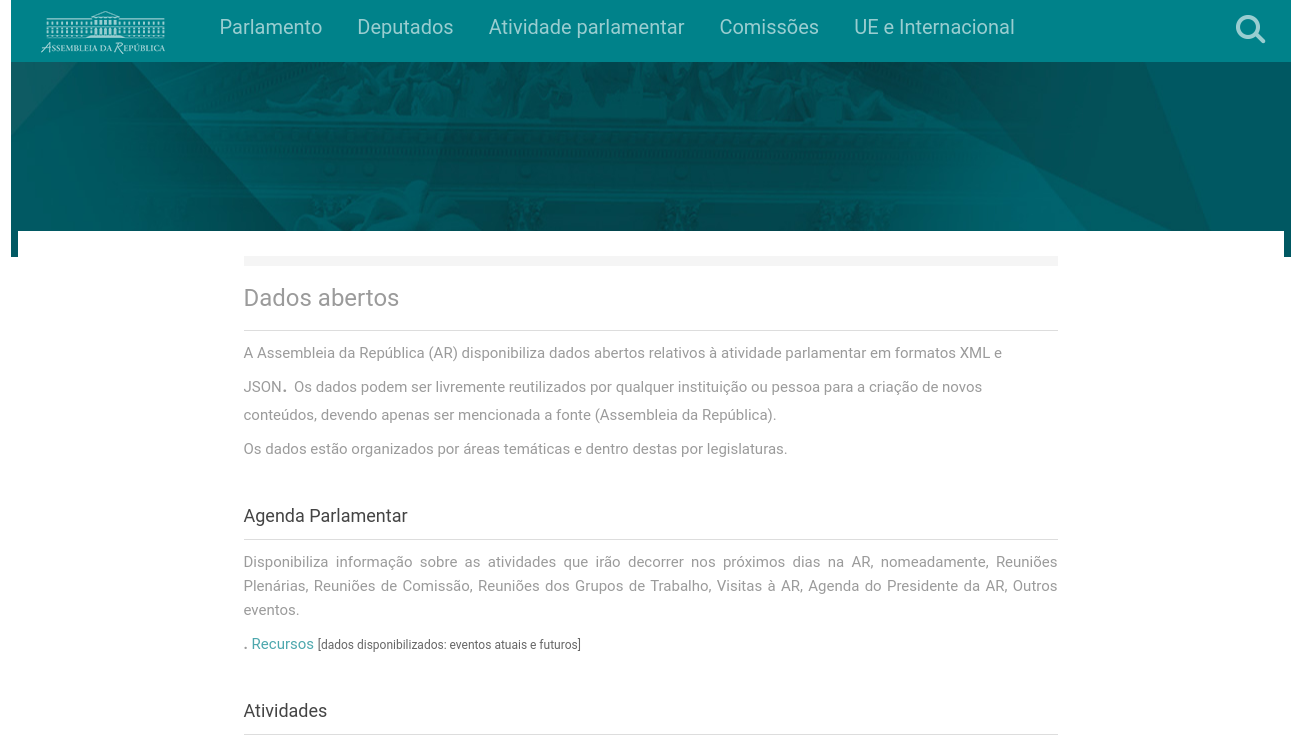 ASSEMBLEIA DA REPÚBLICA
Parlamento Deputados Atividade parlamentar Comissões UE e Internacional
Dados abertos
A Assembleia da República (AR) disponibiliza dados abertos relativos à atividade parlamentar em formatos XML e
JSON. Os dados podem ser livremente reutilizados por qualquer instituição ou pessoa para a criação de novos
conteúdos, devendo apenas ser mencionada a fonte (Assembleia da República).
Os dados estão organizados por áreas temáticas e dentro destas por legislaturas.
Agenda Parlamentar
Disponibiliza informação sobre as atividades que irão decorrer nos próximos dias na AR, nomeadamente, Reuniões
Plenárias, Reuniões de Comissão, Reuniões dos Grupos de Trabalho, Visitas à AR, Agenda do Presidente da AR, Outros
eventos.
. Recursos [dados disponibilizados: eventos atuais e futuros]
Atividades